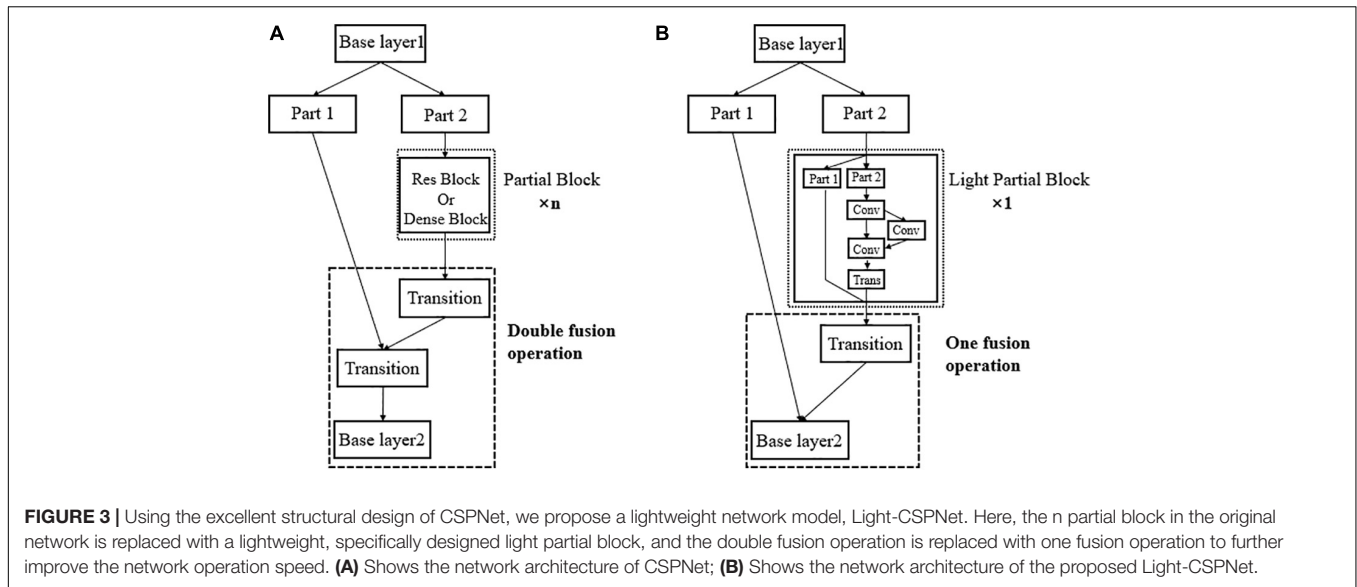 A
Base layer1
Part 1
Part 2
Res Block
Or
Dense Block
Partial Block
×n
Transition
Double fusion
operation
Transition
Base layer2
B
Base layer1
Part 1
Part 2
Part 1
Part 2
Conv
Conv
Conv
Trans
Light Partial Block
×1
Transition
One fusion
operation
Base layer2
FIGURE 3 | Using the excellent structural design of CSPNet, we propose a lightweight network model, Light-CSPNet. Here, the n partial block in the original
network is replaced with a lightweight, specifically designed light partial block, and the double fusion operation is replaced with one fusion operation to further
improve the network operation speed. (A) Shows the network architecture of CSPNet; (B) Shows the network architecture of the proposed Light-CSPNet.